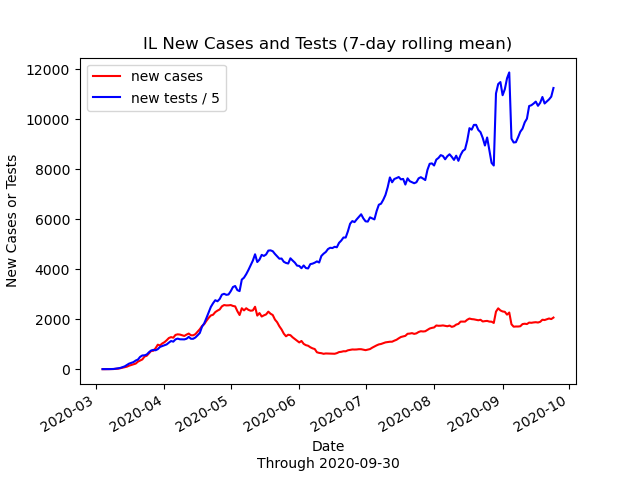 IL New Cases and Tests (7-day rolling mean)
new cases
new tests / 5
12000
10000
8000
6000
4000
2000
0
New Cases or Tests
2020-03
2020-04
2020-05
2020-06
2020-07
2020-08
2020-09
2020-10
Date
Through 2020-09-30